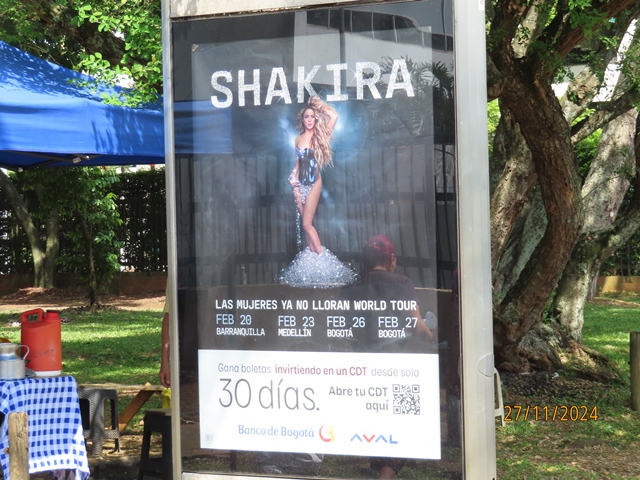 SHAKIRA
LAS MUJERES YA NO LLORAN WORLD TOUR
FEB 20 FEB 23 FEB 26 FEB 27
BARRANQUILLA MEDELLÍN BOGOTÁ BOGOTÁ
Gana boletas invirtiendo en un CDT desde solo
30 días.
Abre tu CDT
aquí
Banco de Bogotá AVAL
27/11/2024